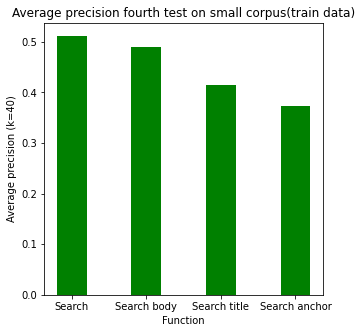 Average precision fourth test on small corpus(train data)
Average precision (k=40)
0.5
0.4
0.3
0.2
0.1
0.0
Search Search body Search title Search anchor
Function